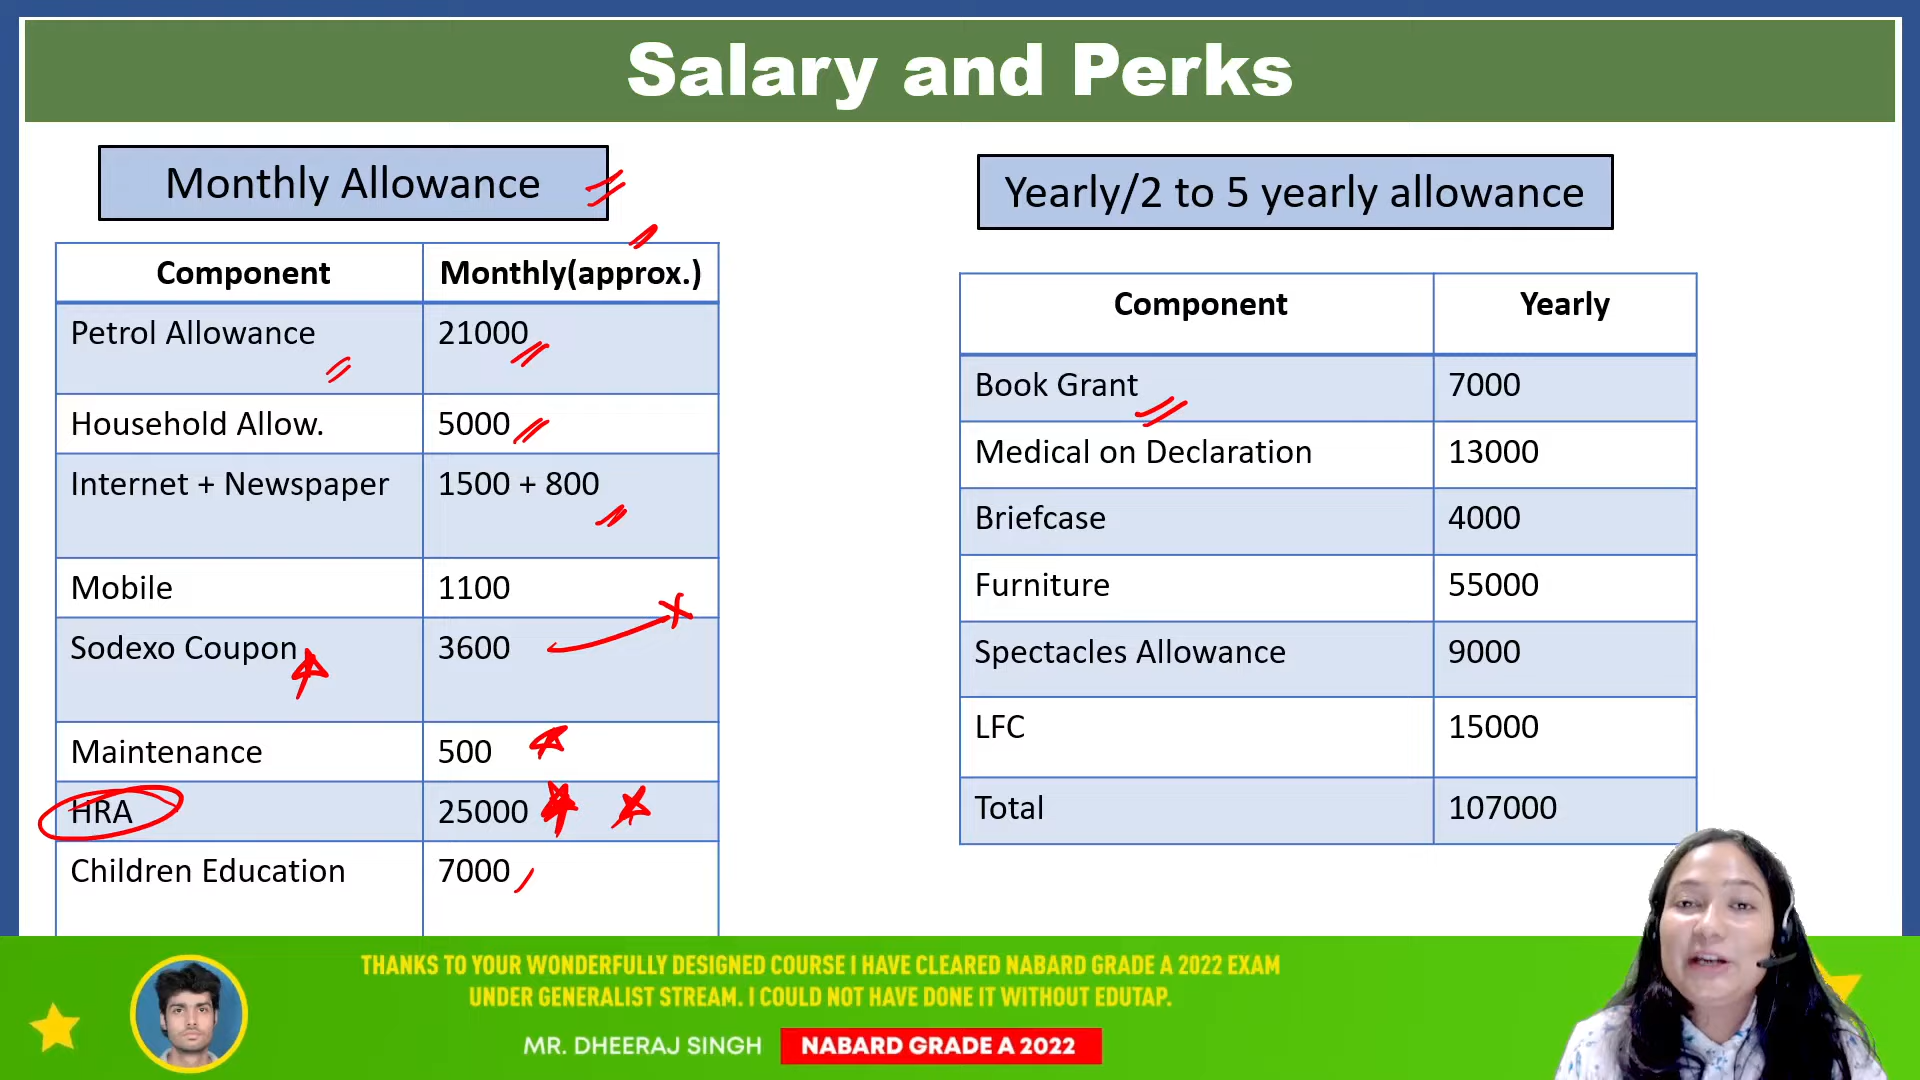 Salary and Perks
Monthly Allowance
Component Monthly(approx.)
Petrol Allowance 21000
Household Allow. 5000
Internet + Newspaper 1500 + 800
Mobile 1100
Sodexo Coupon 3600
Maintenance 500
HRA 25000
Children Education 7000
Yearly/2 to 5 yearly allowance
Component Yearly
Book Grant 7000
Medical on Declaration 13000
Briefcase 4000
Furniture 55000
Spectacles Allowance 9000
LFC 15000
Total 107000
THANKS TO YOUR WONDERFULLY DESIGNED COURSE I HAVE CLEARED NABARD GRADE A 2022 EXAM
UNDER GENERALIST STREAM. I COULD NOT HAVE DONE IT WITHOUT EDUTAP.
MR. DHEERAJ SINGH NABARD GRADE A 2022